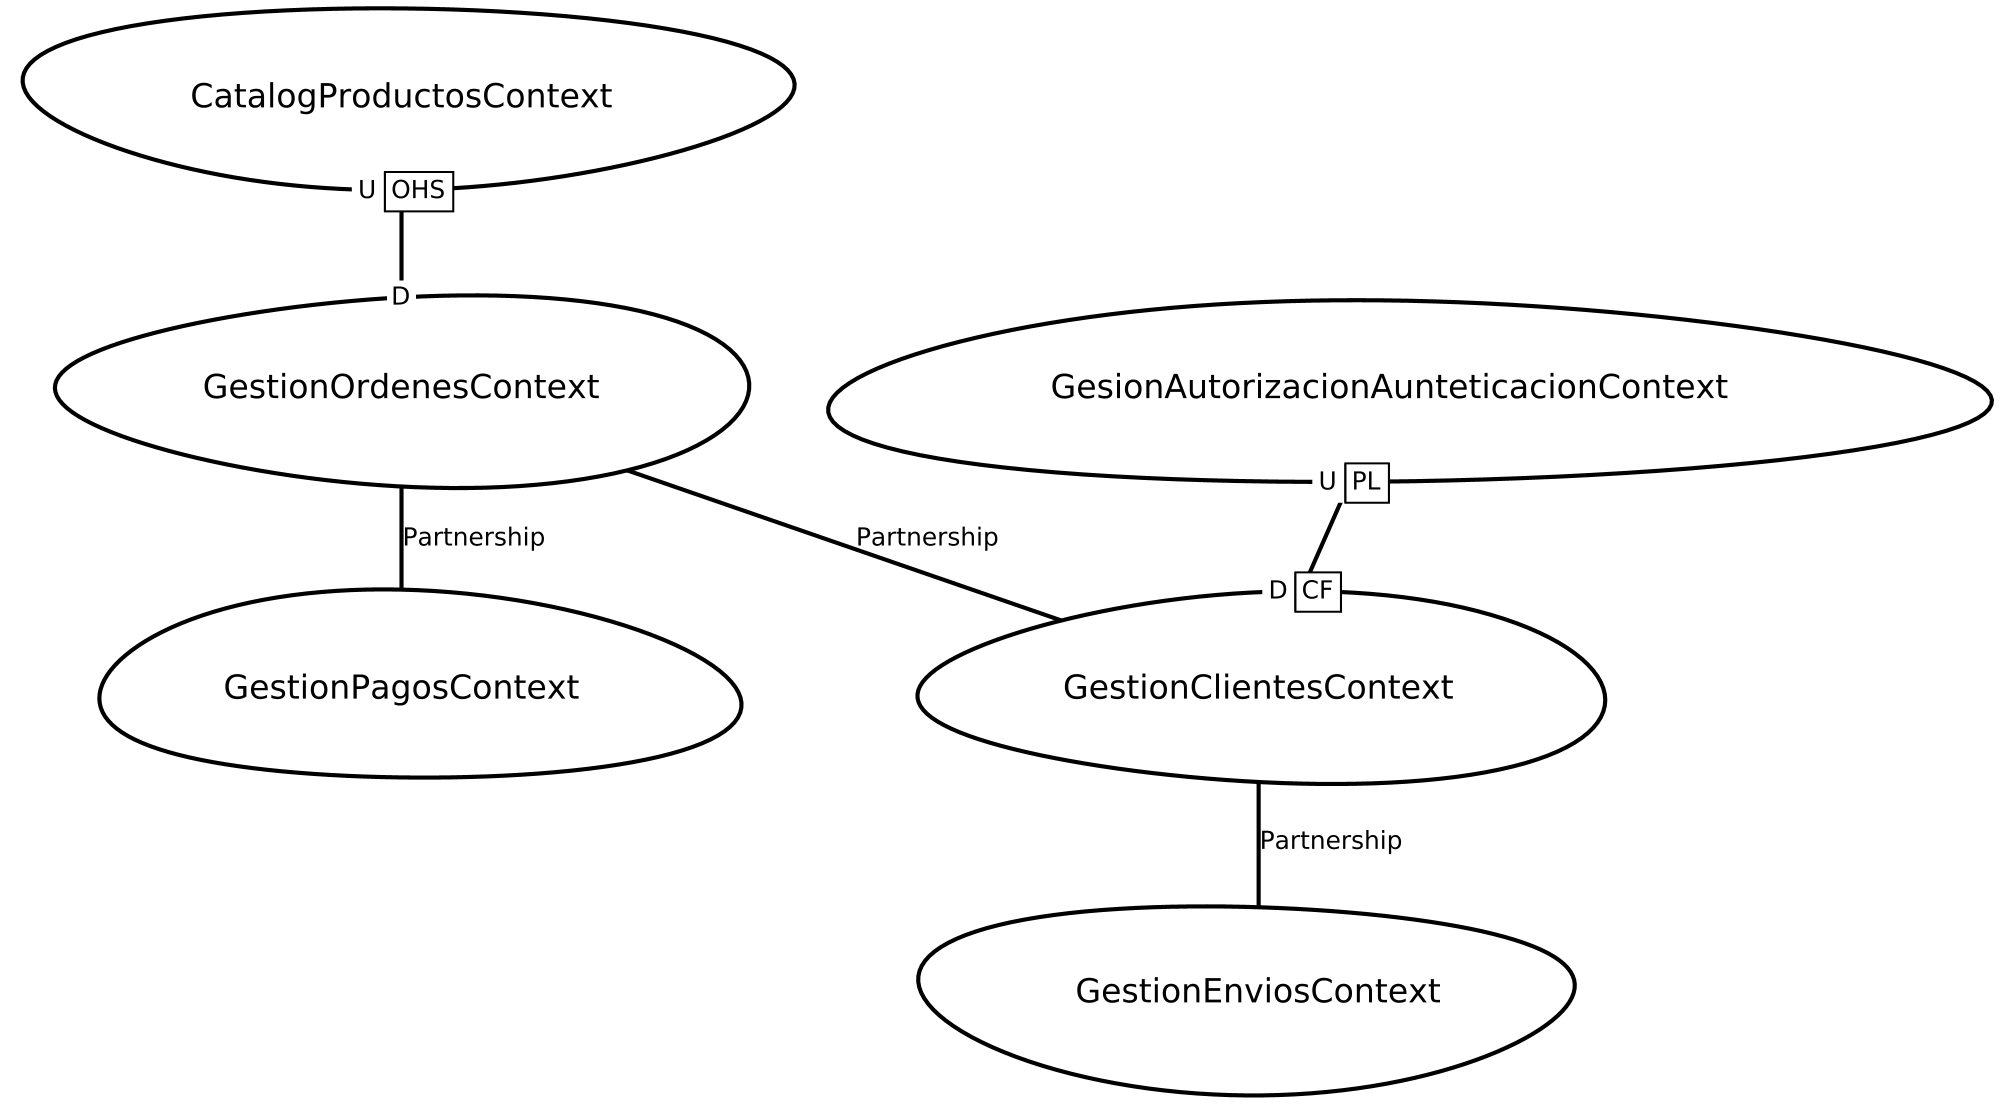 CatalogProductosContext
U OHS
D
GestionOrdenesContext
GesionAutorizacionAunteticacionContext
U PL
Partnership
Partnership
D CF
GestionPagosContext
GestionClientesContext
Partnership
GestionEnviosContext